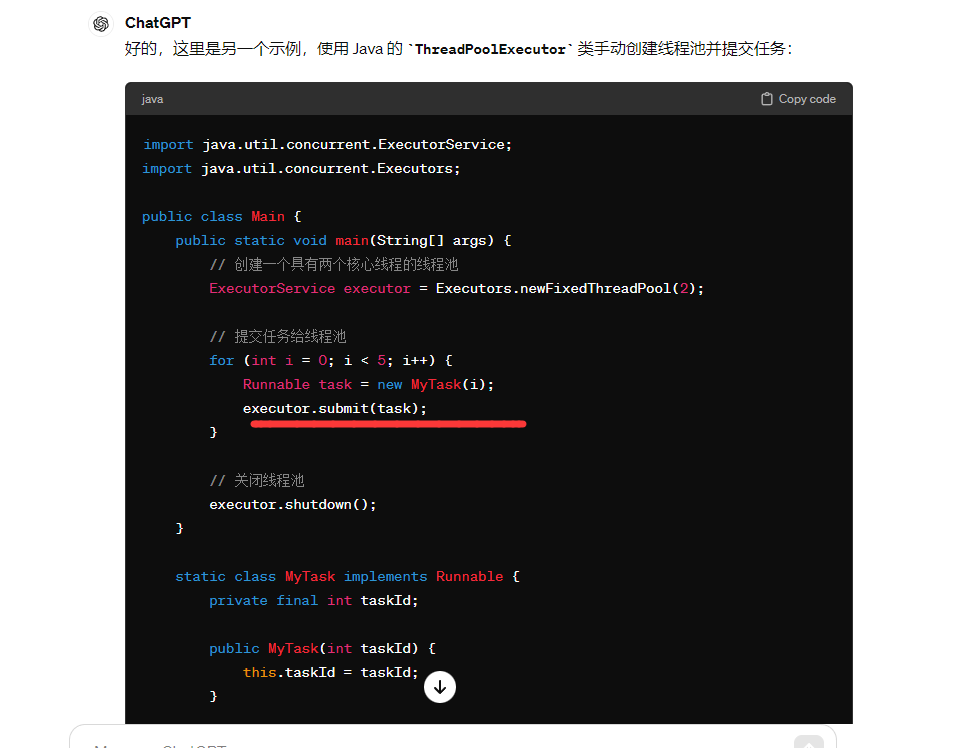 ChatGPT
好的，这里是另一个示例，使用 Java 的 `ThreadPoolExecutor` 类手动创建线程池并提交任务：
java
Copy code
import java.util.concurrent.ExecutorService;
import java.util.concurrent.Executors;
public class Main {
public static void main(String[] args) {
// 创建一个具有两个核心线程的线程池
ExecutorService executor = Executors.newFixedThreadPool(2);
// 提交任务给线程池
for (int i = 0; i < 5; i++) {
Runnable task = new MyTask(i);
executor.submit(task);
}
// 关闭线程池
executor.shutdown();
}
static class MyTask implements Runnable {
private final int taskId;
public MyTask(int taskId) {
this.taskId = taskId;
}